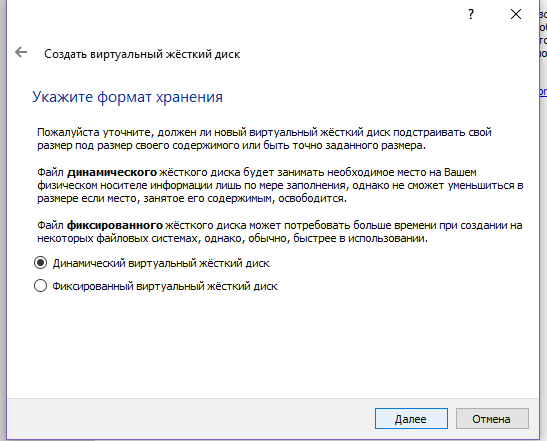 ?
Создать виртуальный жёсткий диск
Укажите формат хранения
Пожалуйста уточните, должен ли новый виртуальный жёсткий диск подстраивать свой
размер под размер своего содержимого или быть точно заданного размера.
Файл динамического жёсткого диска будет занимать необходимое место на Вашем
физическом носителе информации лишь по мере заполнения, однако не сможет уменьшиться в
размере если место, занятое его содержимым, освободится.
Файл фиксированного жёсткого диска может потребовать больше времени при создании на
некоторых файловых системах, однако, обычно, быстрее в использовании.
Динамический виртуальный жёсткий диск
Фиксированный виртуальный жёсткий диск
Далее
Отмена